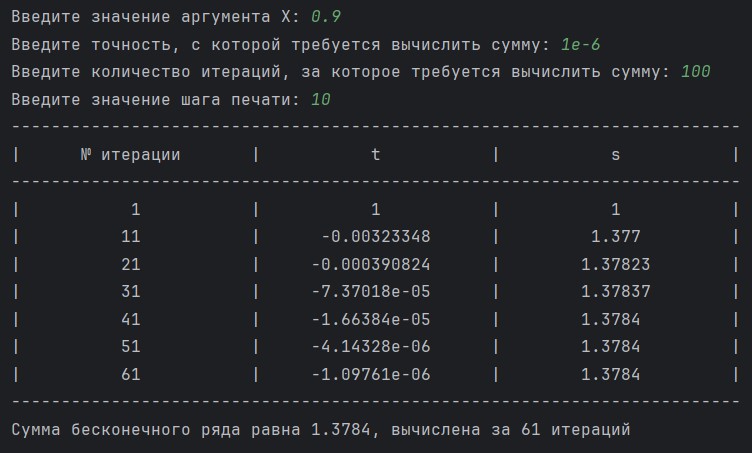 Введите значение аргумента X: 0.9
Введите точность, с которой требуется вычислить сумму: 1e-6
Введите количество итераций, за которое требуется вычислить сумму: 100
Введите значение шага печати: 10
-------------------------------------------------------------------------
| № итерации | t | s |
-------------------------------------------------------------------------
| 1 | 1 | 1 |
| 11 | -0.00323348 | 1.377 |
| 21 | -0.000390824 | 1.37823 |
| 31 | -7.37018e-05 | 1.37837 |
| 41 | -1.66384e-05 | 1.3784 |
| 51 | -4.14328e-06 | 1.3784 |
| 61 | -1.09761e-06 | 1.3784 |
-------------------------------------------------------------------------
Сумма бесконечного ряда равна 1.3784, вычислена за 61 итераций